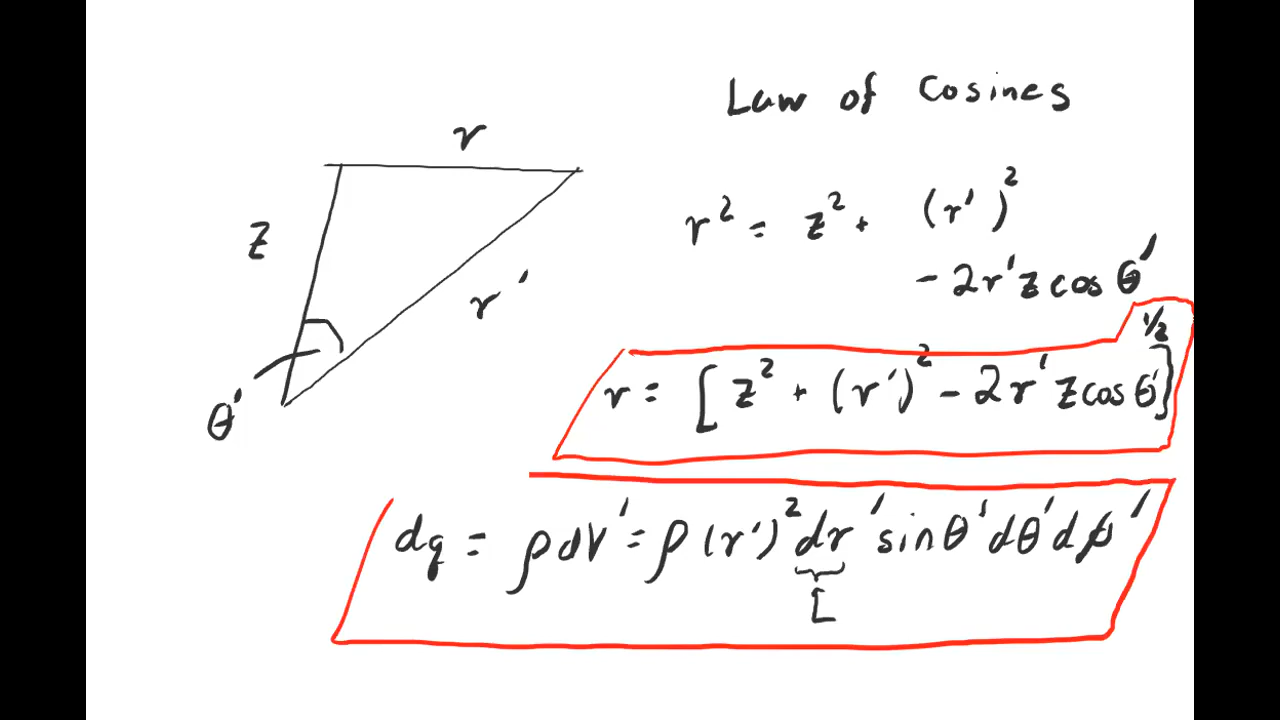 Law of Cosines
r
z
r'
θ'
r² = z² + (r')²
- 2r'z cos θ'
r = [z² + (r')² - 2r'z cos θ']^1/2
dq = ρdV' = ρ(r')² dr' sinθ' dθ' dφ'